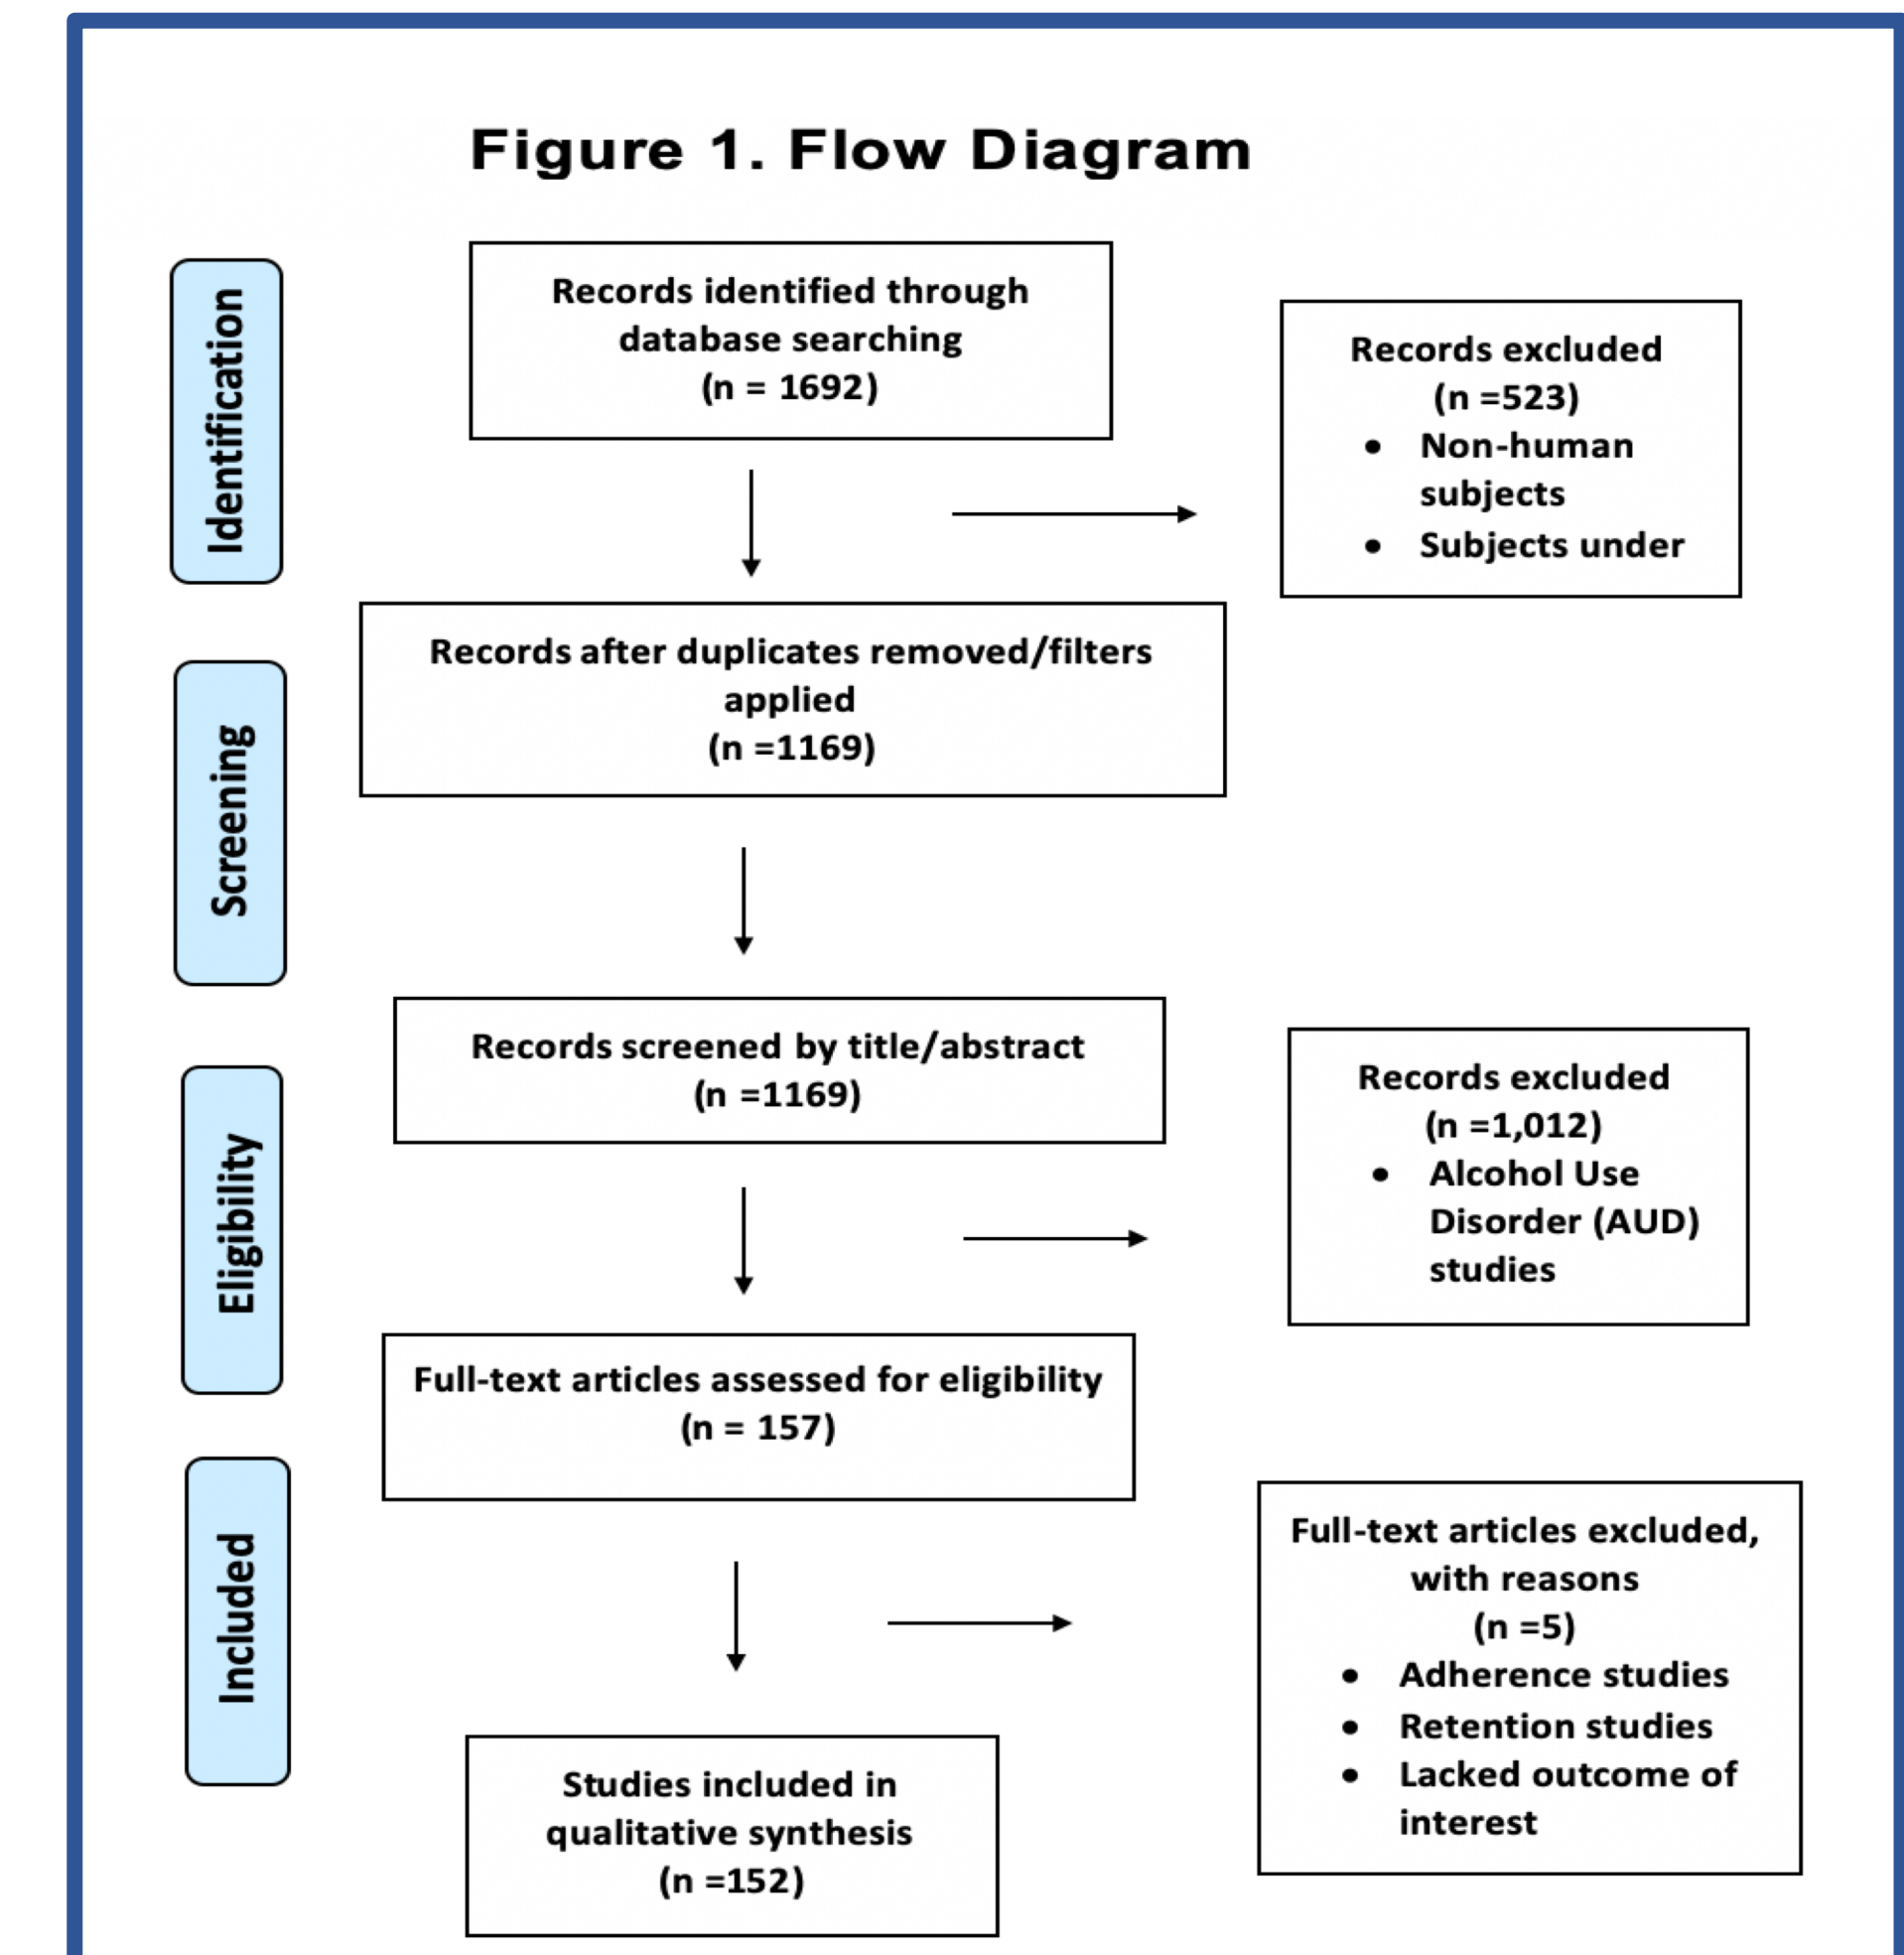 Figure 1. Flow Diagram
Identification
Records identified through
database searching
(n = 1692)
Records excluded
(n =523)
• Non-human
subjects
• Subjects under
Records after duplicates removed/filters
applied
(n =1169)
Screening
Records screened by title/abstract
(n =1169)
Records excluded
(n =1,012)
• Alcohol Use
Disorder (AUD)
studies
Eligibility
Full-text articles assessed for eligibility
(n = 157)
Full-text articles excluded,
with reasons
(n =5)
• Adherence studies
• Retention studies
• Lacked outcome of
interest
Included
Studies included in
qualitative synthesis
(n =152)